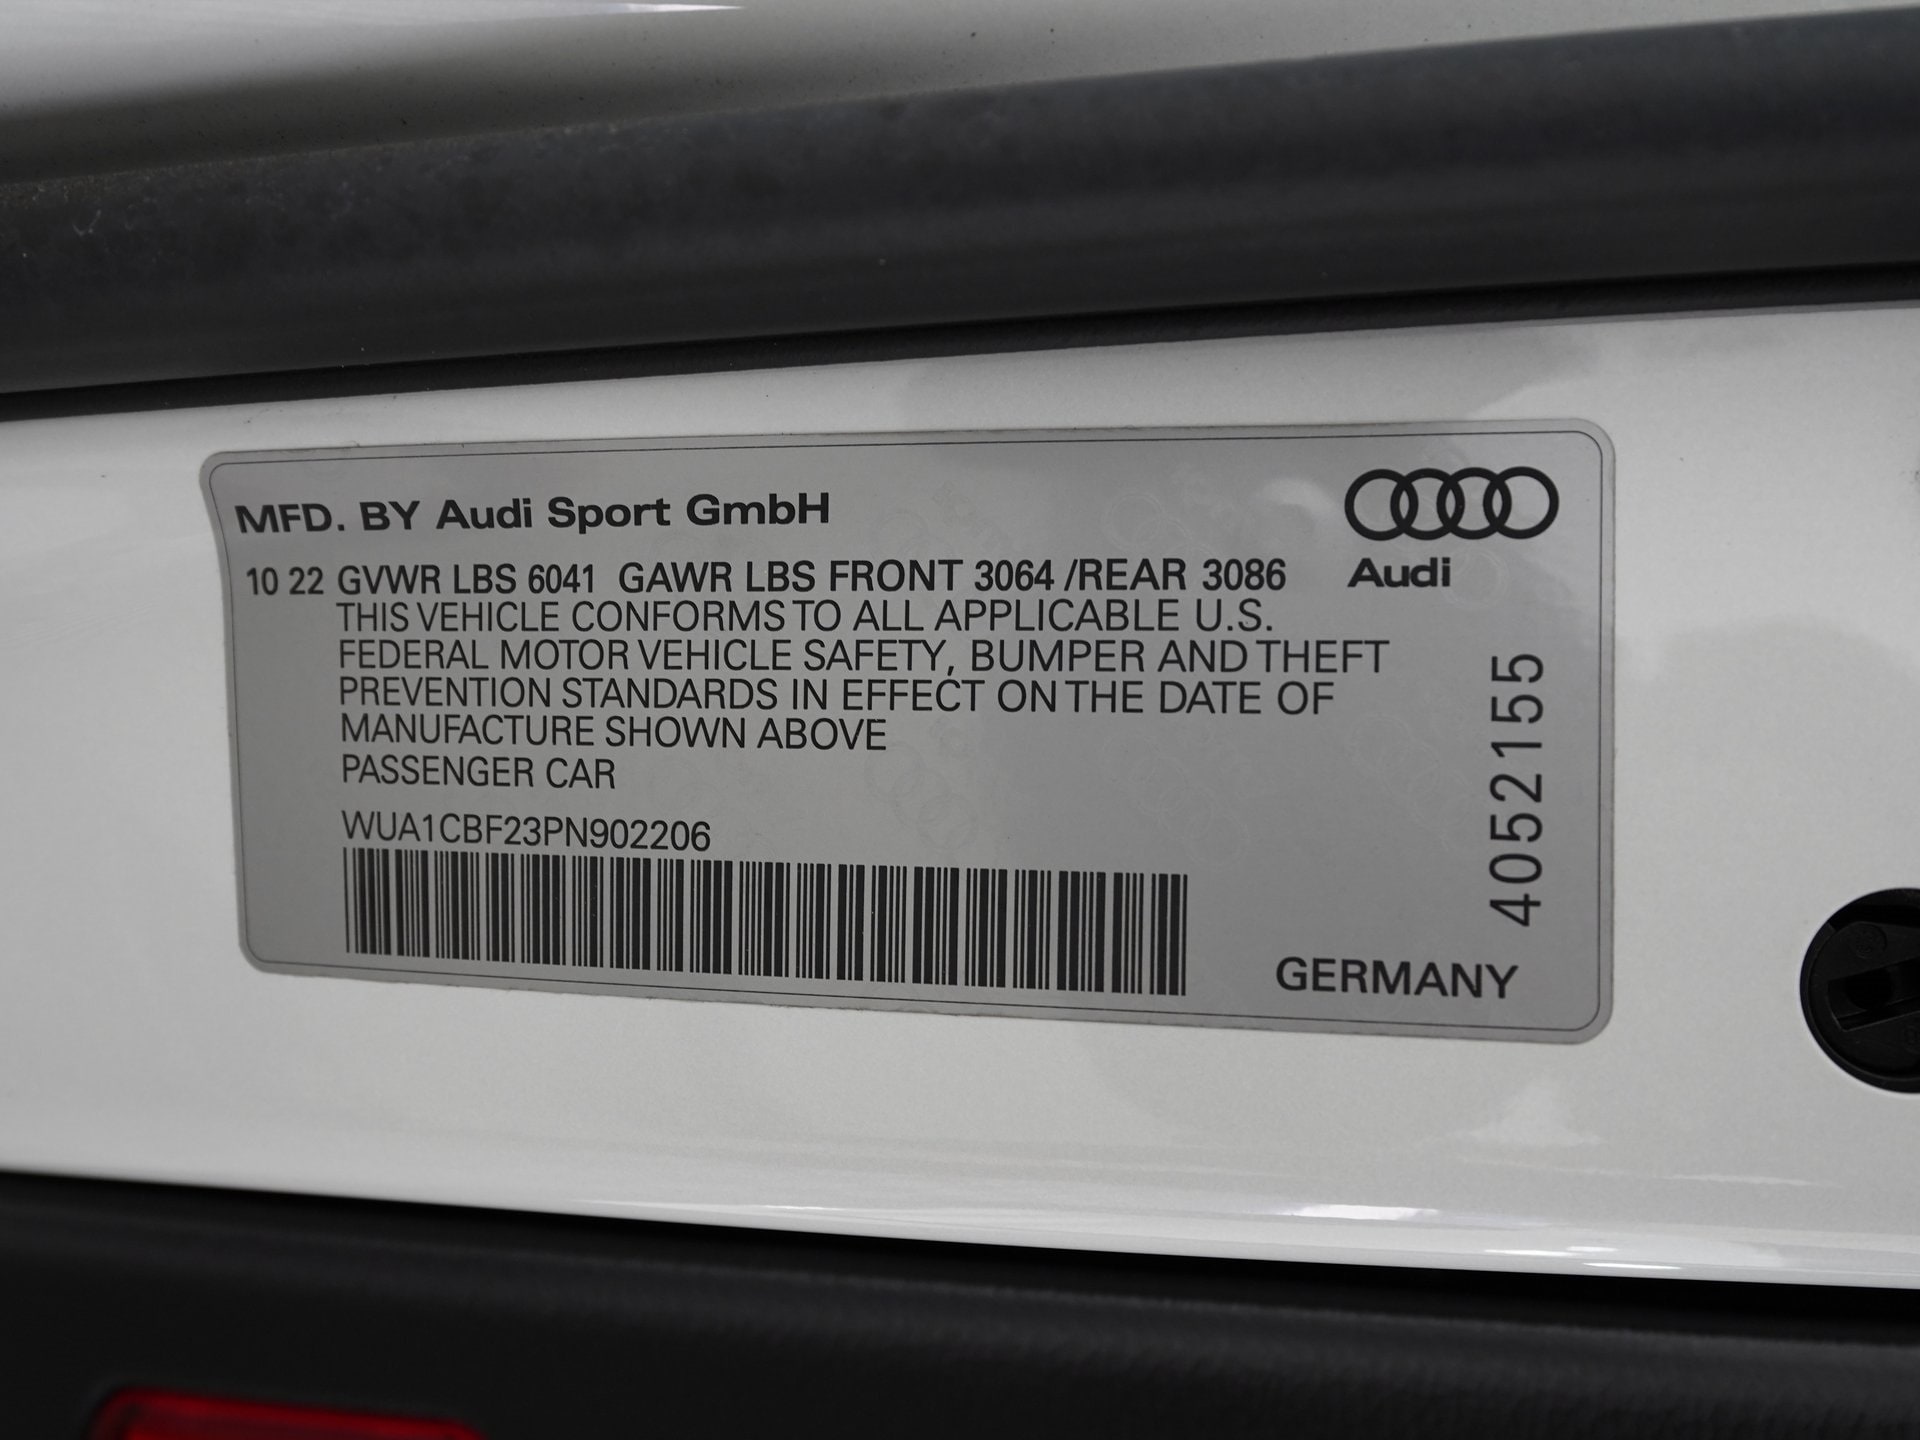 MFD. BY Audi Sport GmbH
10 22 GVWR LBS 6041 GAWR LBS FRONT 3064 /REAR 3086
Audi
THIS VEHICLE CONFORMS TO ALL APPLICABLE U.S.
FEDERAL MOTOR VEHICLE SAFETY, BUMPER AND THEFT
PREVENTION STANDARDS IN EFFECT ON THE DATE OF
MANUFACTURE SHOWN ABOVE
PASSENGER CAR
WUA1CBF23PN902206
4052155
GERMANY